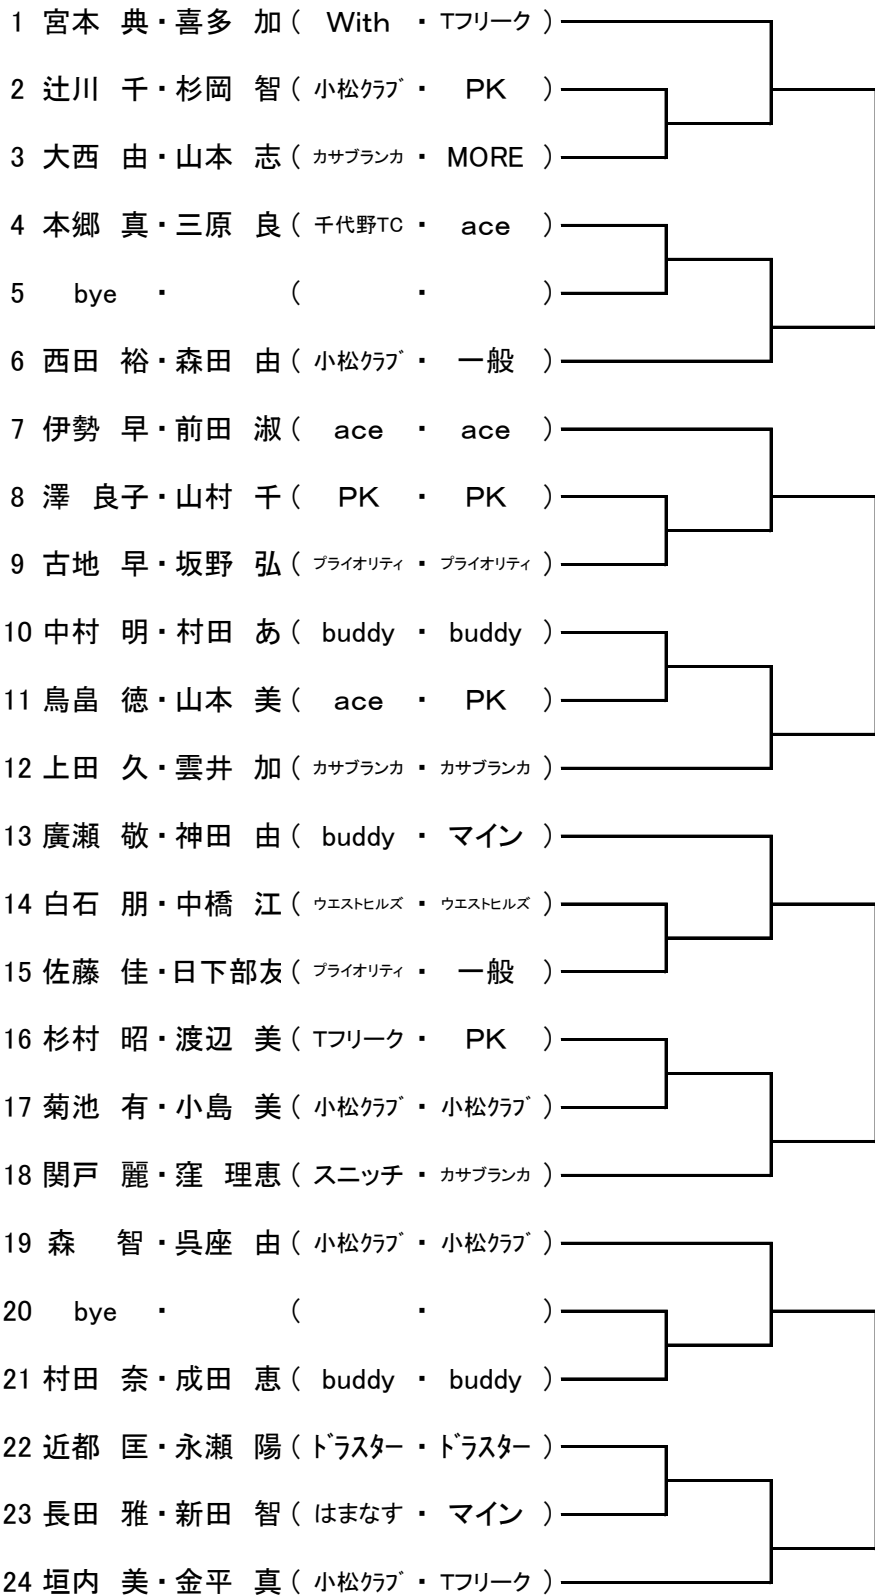 1 宮本 典・喜多 加( With ・ Tフリーク )
2 辻川 千・杉岡 智( 小松ｸﾗﾌﾞ ・ PK )
3 大西 由・山本 志( カサブランカ ・ MORE )
4 本郷 真・三原 良( 千代野TC ・ ace )
5 bye ・ ( ・ )
6 西田 裕・森田 由( 小松ｸﾗﾌﾞ ・ 一般 )
7 伊勢 早・前田 淑( ace ・ ace )
8 澤 良子・山村 千( PK ・ PK )
9 古地 早・坂野 弘( プライオリティ ・ プライオリティ )
10 中村 明・村田 あ( buddy ・ buddy )
11 鳥畠 徳・山本 美( ace ・ PK )
12 上田 久・雲井 加( カサブランカ ・ カサブランカ )
13 廣瀬 敬・神田 由( buddy ・ マイン )
14 白石 朋・中橋 江( ウエストヒルズ ・ ウエストヒルズ )
15 佐藤 佳・日下部友( プライオリティ ・ 一般 )
16 杉村 昭・渡辺 美( Tフリーク ・ PK )
17 菊池 有・小島 美( 小松ｸﾗﾌﾞ ・ 小松ｸﾗﾌﾞ )
18 関戸 麗・窪 理恵( スニッチ ・ カサブランカ )
19 森 智・呉座 由( 小松ｸﾗﾌﾞ ・ 小松ｸﾗﾌﾞ )
20 bye ・ ( ・ )
21 村田 奈・成田 恵( buddy ・ buddy )
22 近都 匡・永瀬 陽( ﾄﾞﾗスター ・ ﾄﾞﾗスター )
23 長田 雅・新田 智( はまなす ・ マイン )
24 垣内 美・金平 真( 小松ｸﾗﾌﾞ ・ Tフリーク )